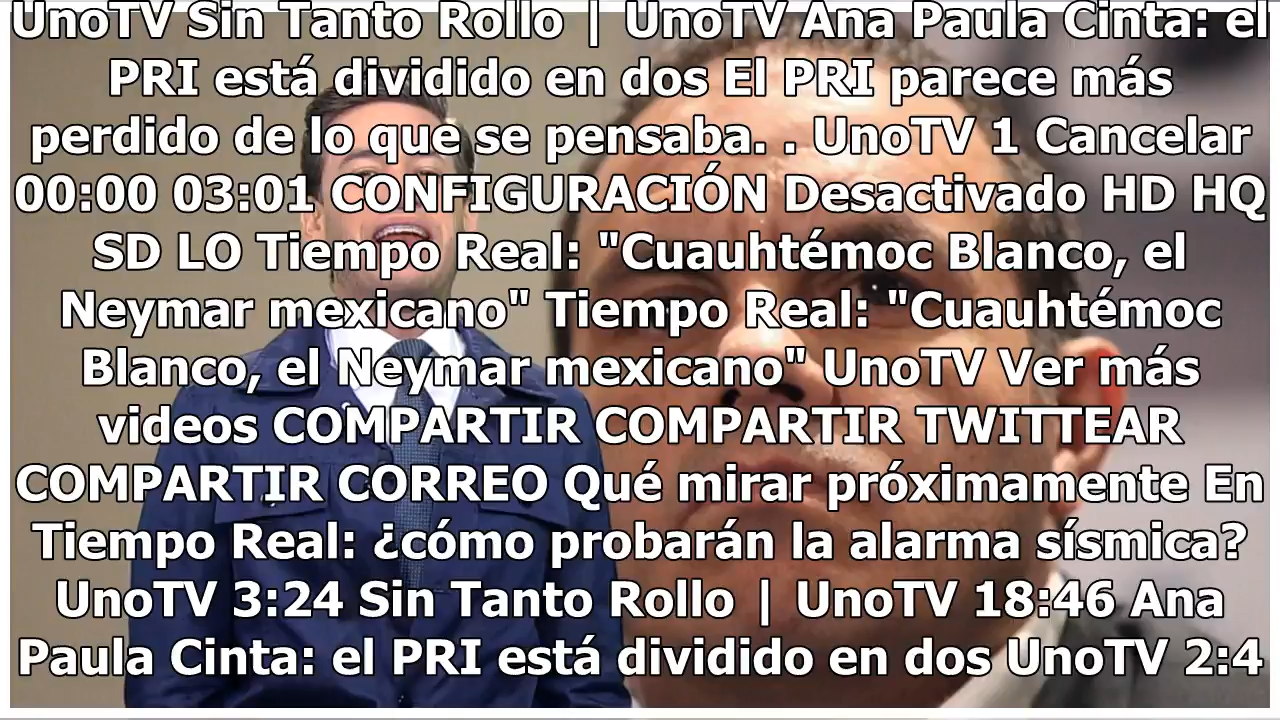 UnoTV Sin Tanto Rollo | UnoTV Ana Paula Cinta: el
PRI está dividido en dos El PRI parece más
perdido de lo que se pensaba. . UnoTV 1 Cancelar
00:00 03:01 CONFIGURACIÓN Desactivado HD HQ
SD LO Tiempo Real: "Cuauhtémoc Blanco, el
Neymar mexicano" Tiempo Real: "Cuauhtémoc
Blanco, el Neymar mexicano" UnoTV Ver más
videos COMPARTIR COMPARTIR TWITTEAR
COMPARTIR CORREO Qué mirar próximamente En
Tiempo Real: ¿cómo probarán la alarma sísmica?
UnoTV 3:24 Sin Tanto Rollo | UnoTV 18:46 Ana
Paula Cinta: el PRI está dividido en dos UnoTV 2:4